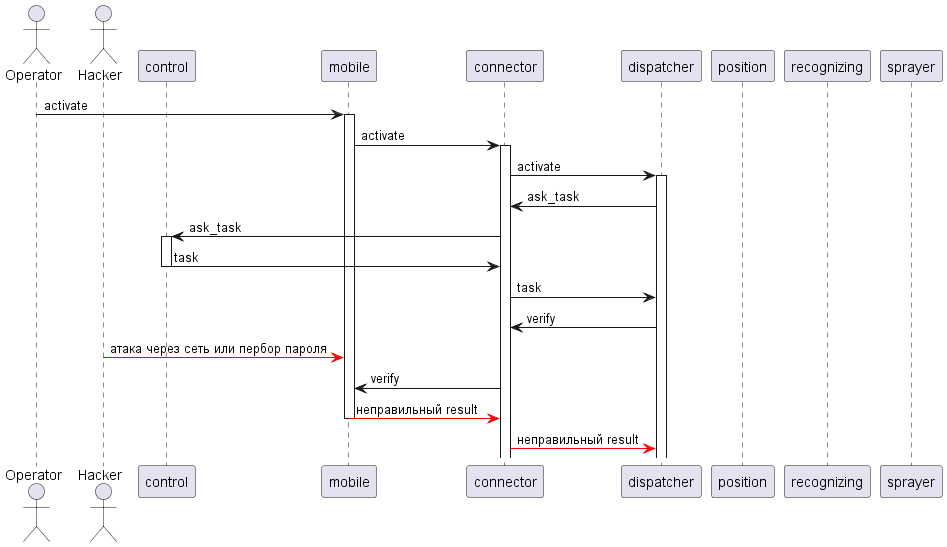 Operator
Hacker
control
mobile
connector
dispatcher
position
recognizing
sprayer
activate
activate
activate
ask_task
ask_task
task
task
verify
атака через сеть или пербор пароля
verify
неправильный result
неправильный result
Operator
Hacker
control
mobile
connector
dispatcher
position
recognizing
sprayer